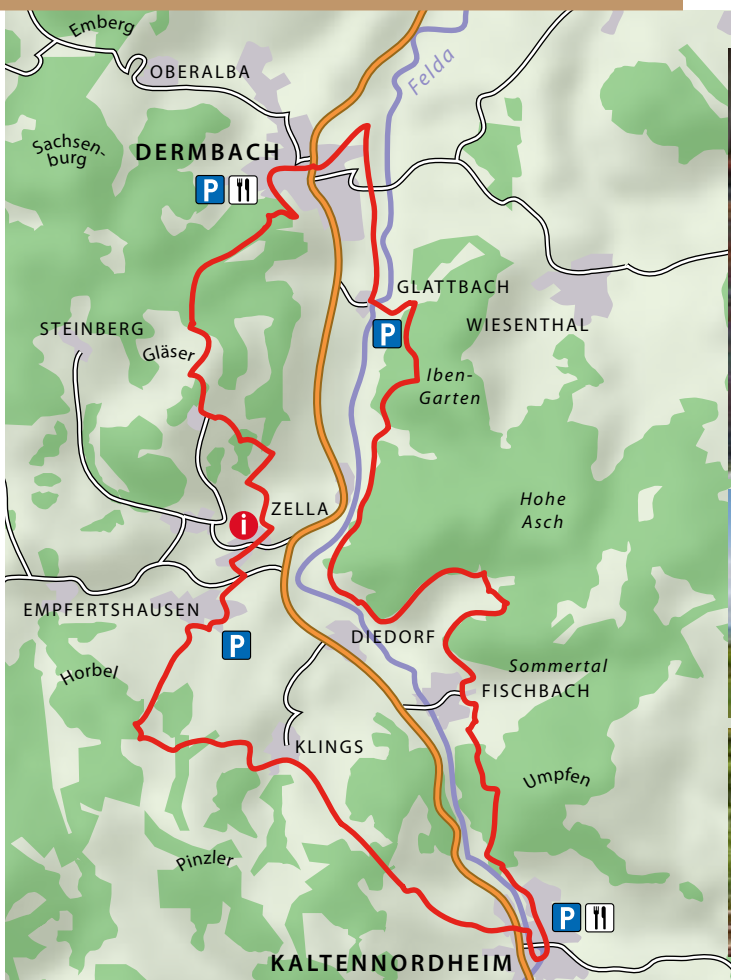 Emberg
OBERALBA
Felda
Sachsen-
burg
DERMBACH
P
GLATTBACH
STEINBERG
WIESENTHAL
P
Gläser
Iben-
Garten
Hohe
Asch
ZELLA
i
EMPFERTSHAUSEN
P
DIEDORF
Horbel
Sommertal
FISCHBACH
KLINGS
Umpfen
Pinzler
P
KALTENNORDHEIM